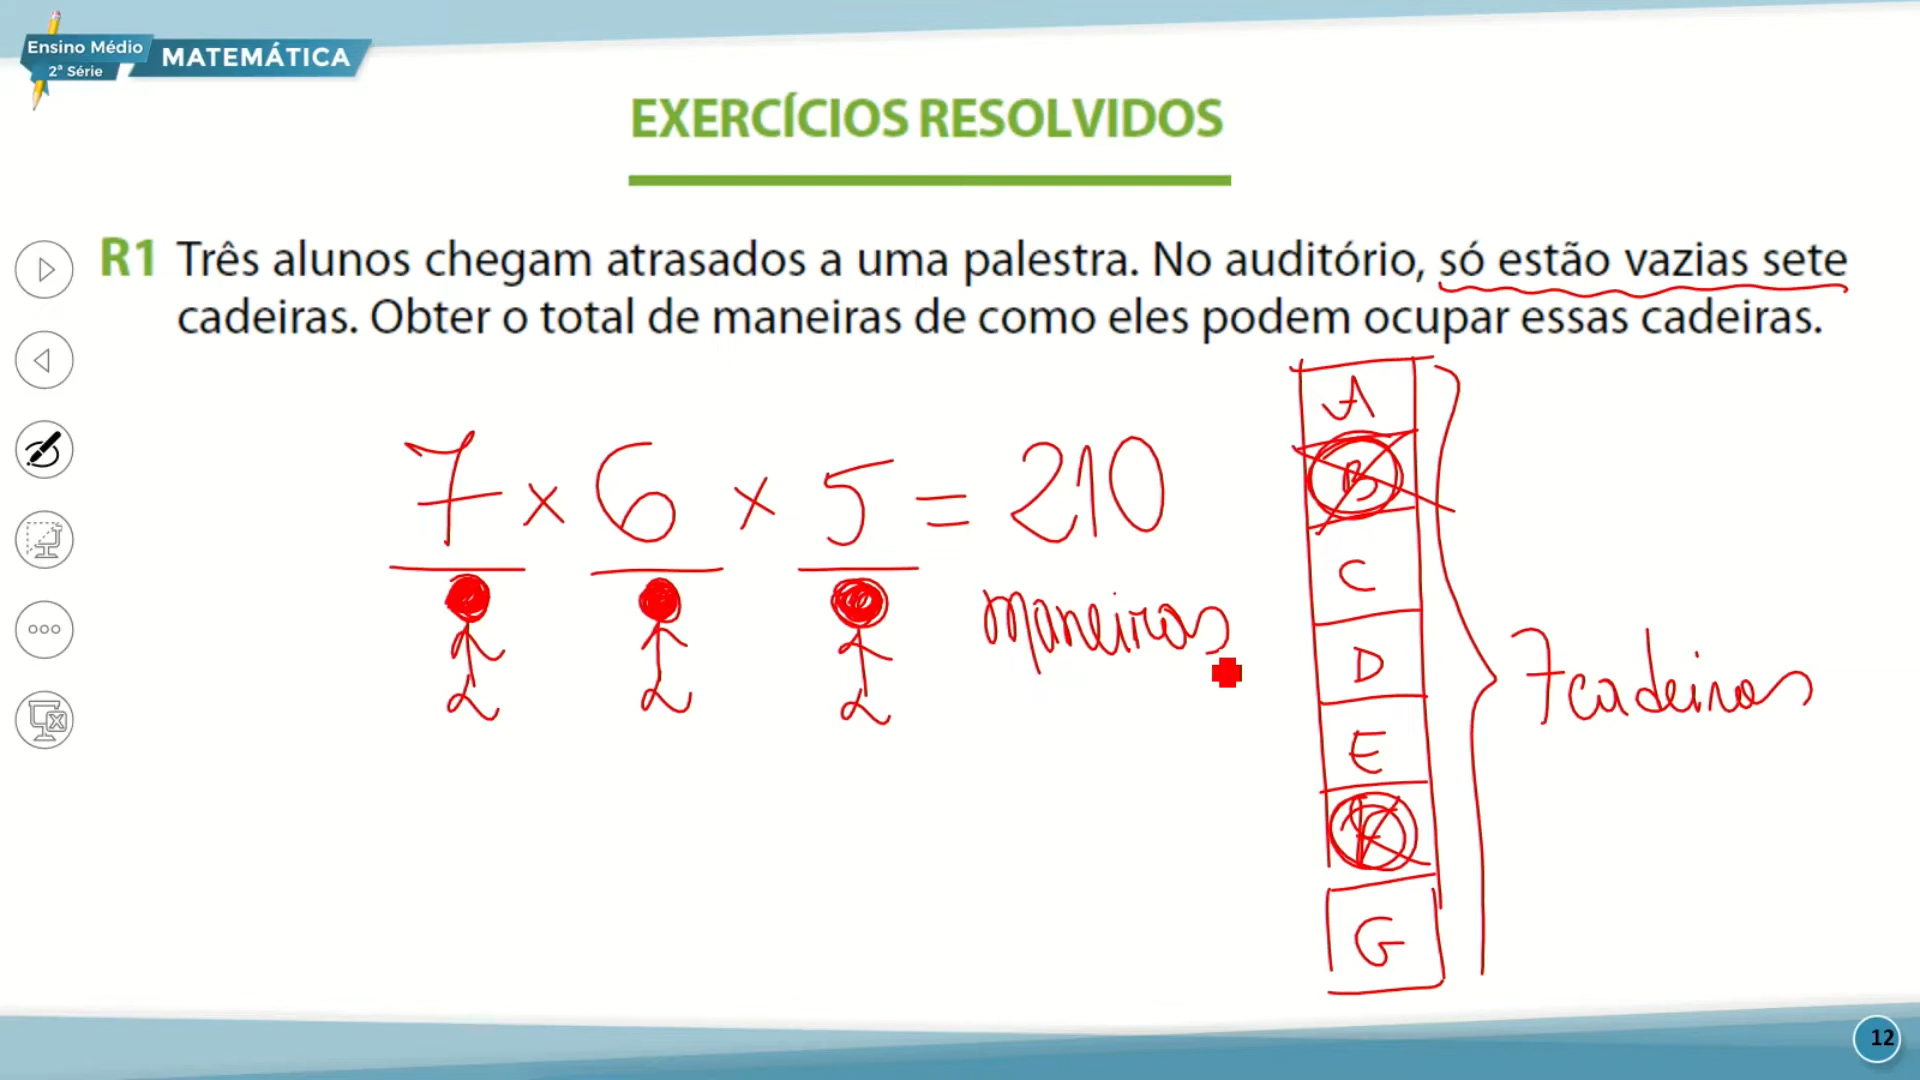 Ensino Médio
2ª Série
MATEMÁTICA
EXERCÍCIOS RESOLVIDOS
R1 Três alunos chegam atrasados a uma palestra. No auditório, só estão vazias sete
cadeiras. Obter o total de maneiras de como eles podem ocupar essas cadeiras.
7 × 6 × 5 = 210
maneiras
A
B
C
D
E
F
G
7 cadeiras
12